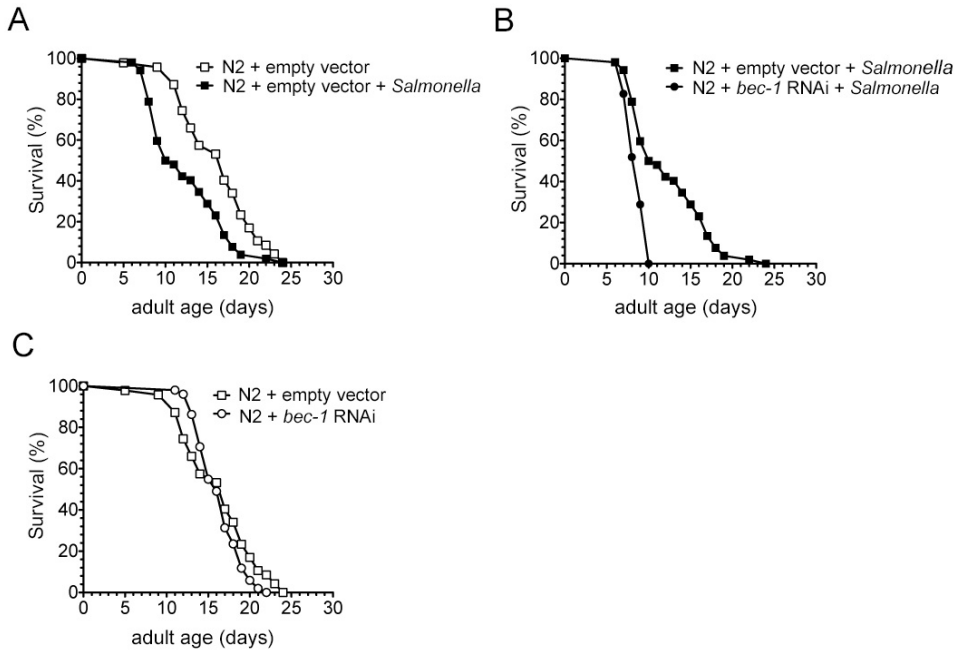 A
N2 + empty vector
N2 + empty vector + Salmonella
Survival (%)
100
80
60
40
20
0
0 5 10 15 20 25 30
adult age (days)
B
N2 + empty vector + Salmonella
N2 + bec-1 RNAi + Salmonella
Survival (%)
100
80
60
40
20
0
0 5 10 15 20 25 30
adult age (days)
C
N2 + empty vector
N2 + bec-1 RNAi
Survival (%)
100
80
60
40
20
0
0 5 10 15 20 25 30
adult age (days)